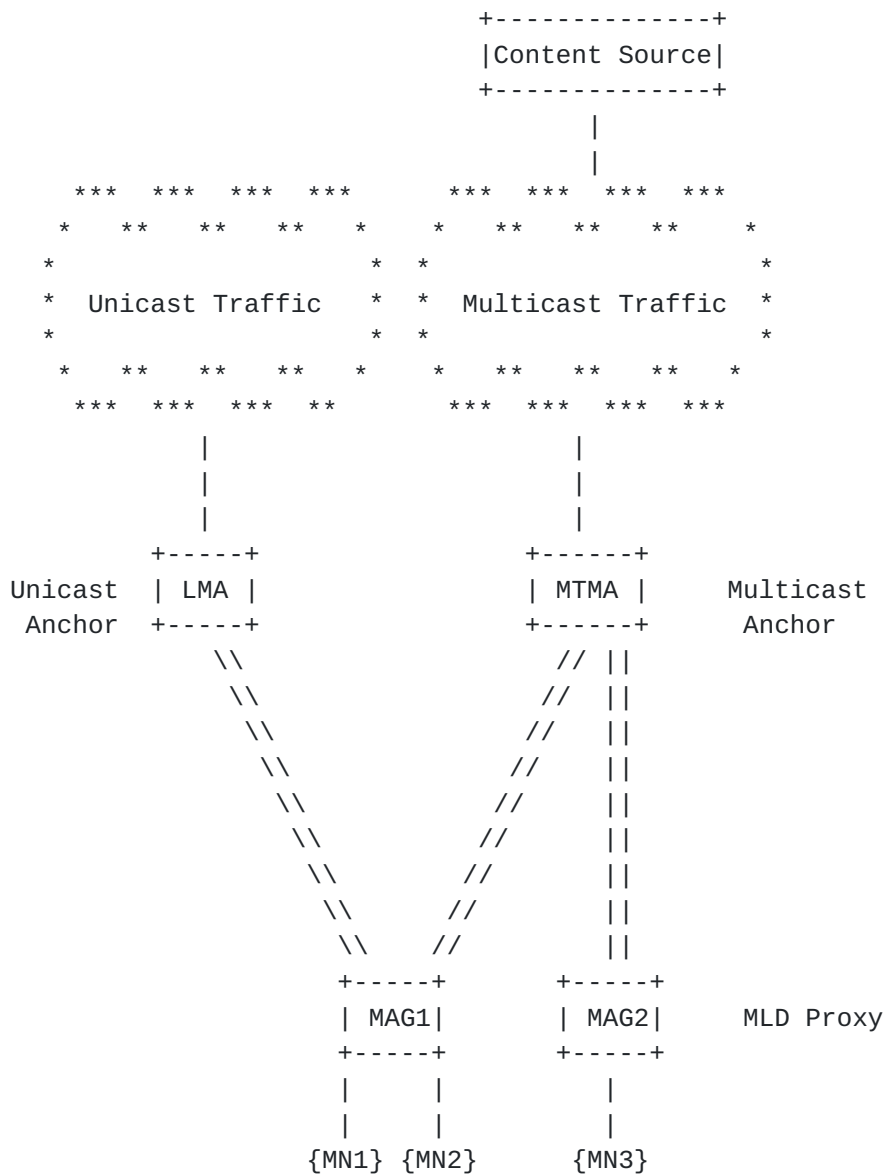 Content Source
Unicast Traffic Multicast Traffic
Unicast LMA MTMA Multicast
Anchor Anchor
MAG1 MAG2 MLD Proxy
{MN1} {MN2} {MN3}